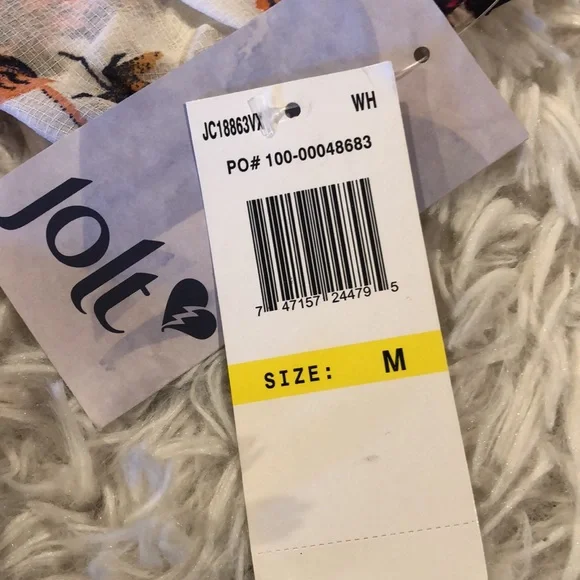 Jolt
JC18863VX WH
PO# 100-00048683
7 47157 24479 5
SIZE: M